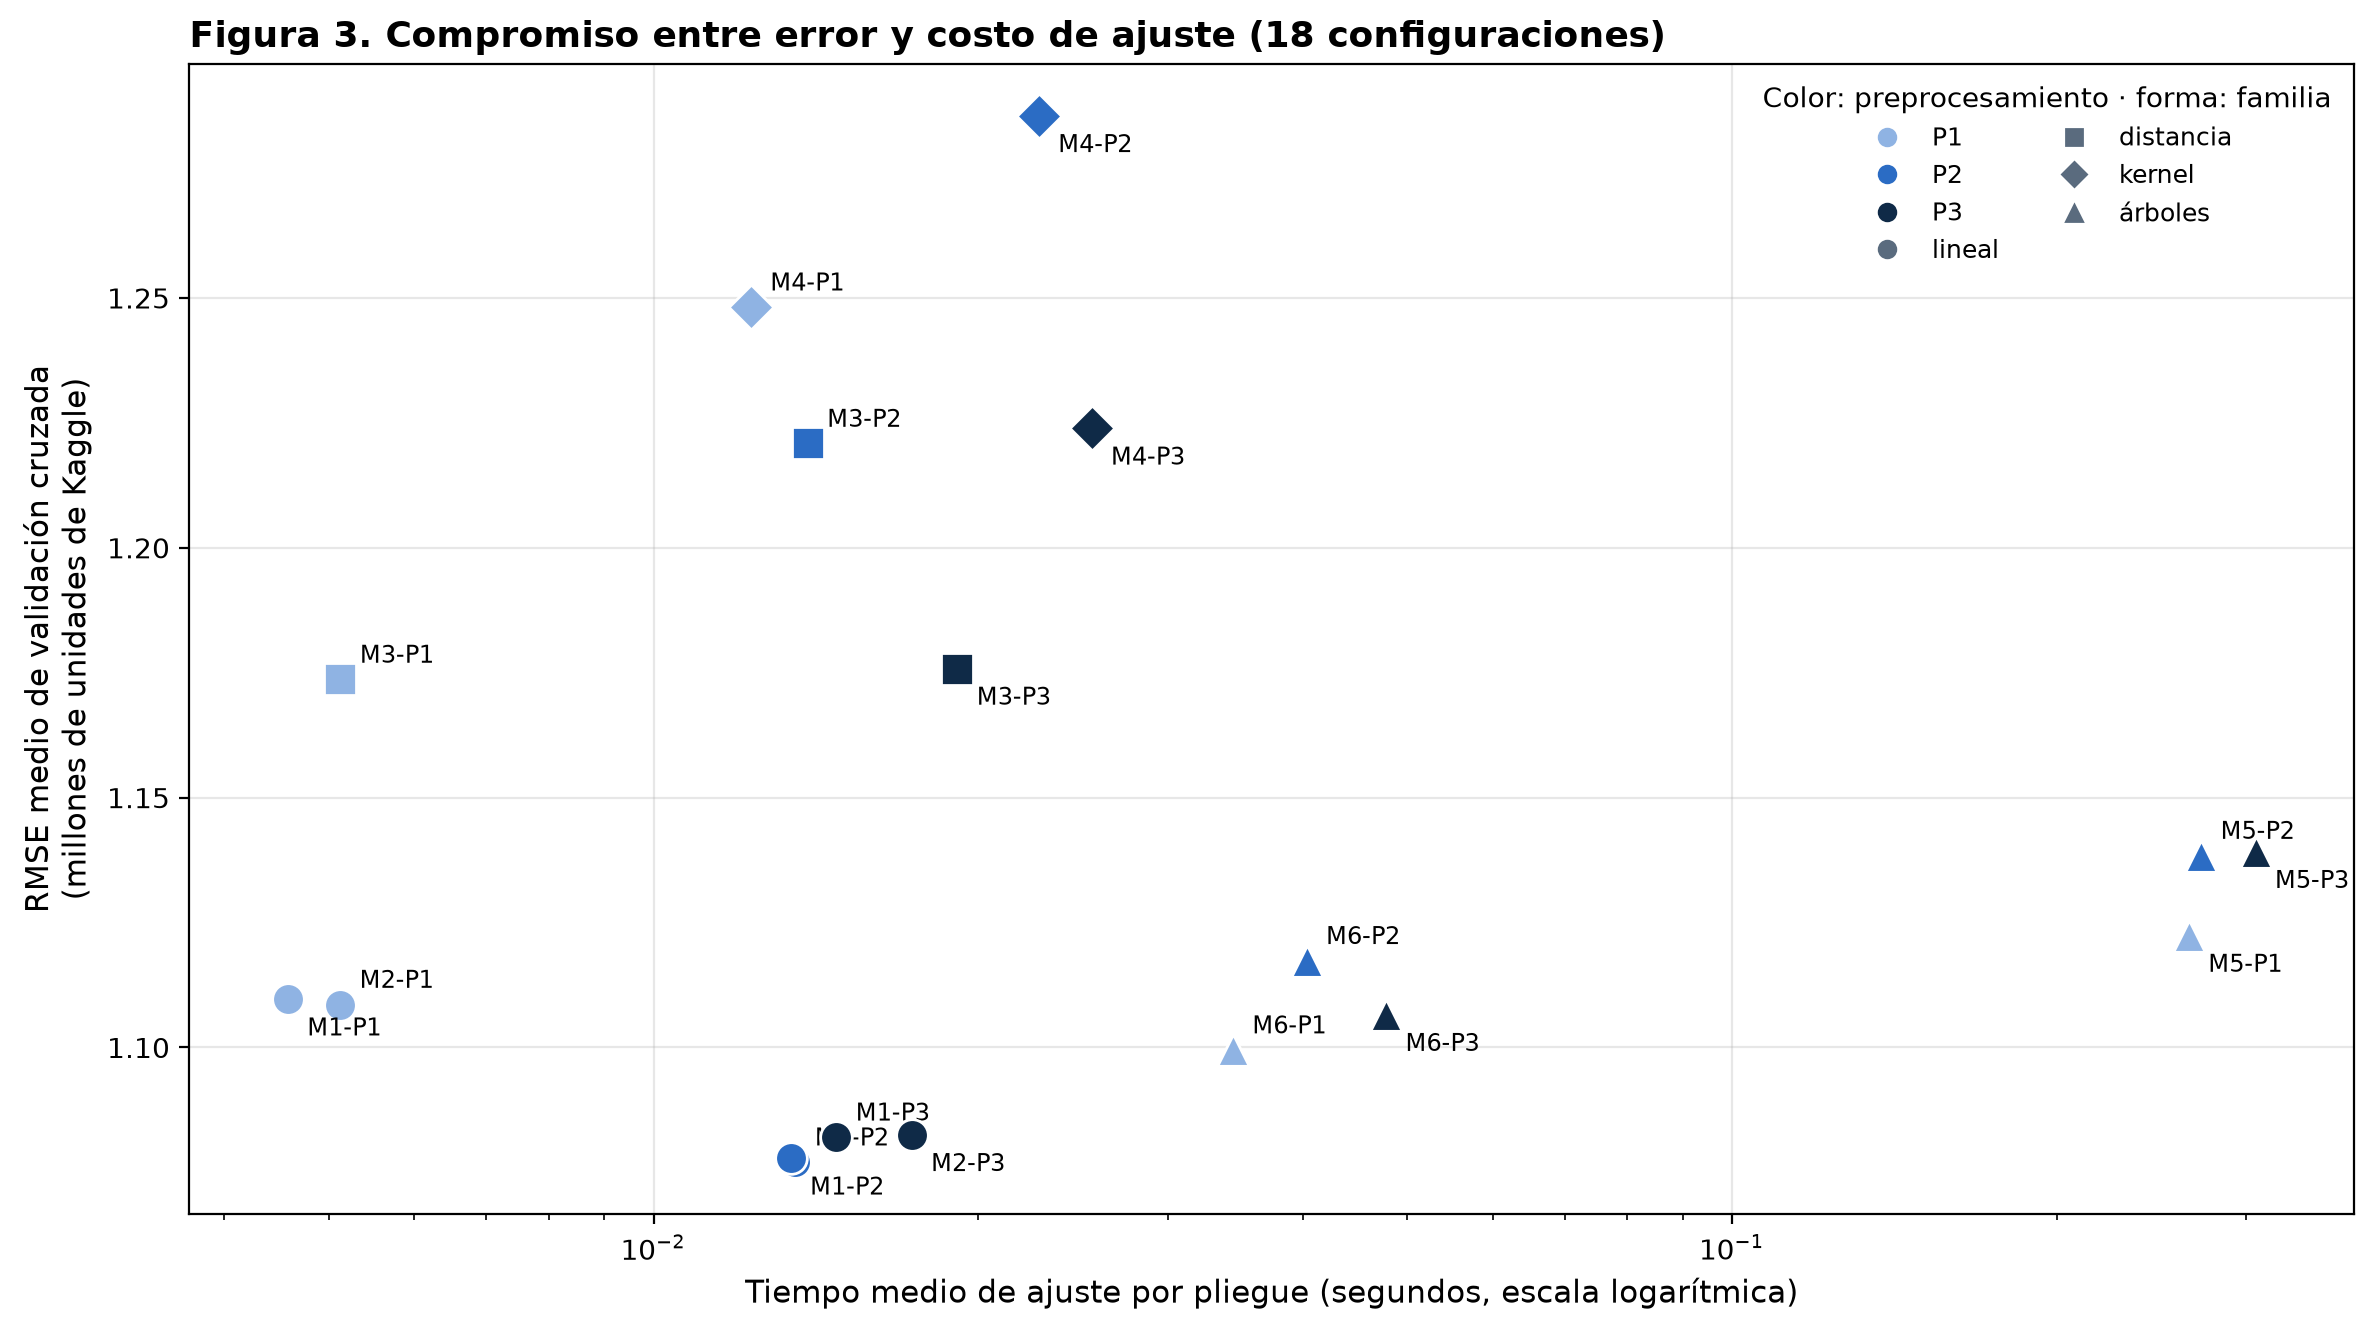 Figura 3. Compromiso entre error y costo de ajuste (18 configuraciones)
Color: preprocesamiento · forma: familia
P1
P2
P3
lineal
distancia
kernel
árboles
RMSE medio de validación cruzada
(millones de unidades de Kaggle)
1.25
1.20
1.15
1.10
M4-P2
M4-P1
M3-P2
M4-P3
M3-P1
M3-P3
M5-P2
M5-P3
M6-P2
M5-P1
M2-P1
M1-P1
M6-P1
M6-P3
M1-P3
-P2
M2-P3
M1-P2
10⁻²
10⁻¹
Tiempo medio de ajuste por pliegue (segundos, escala logarítmica)